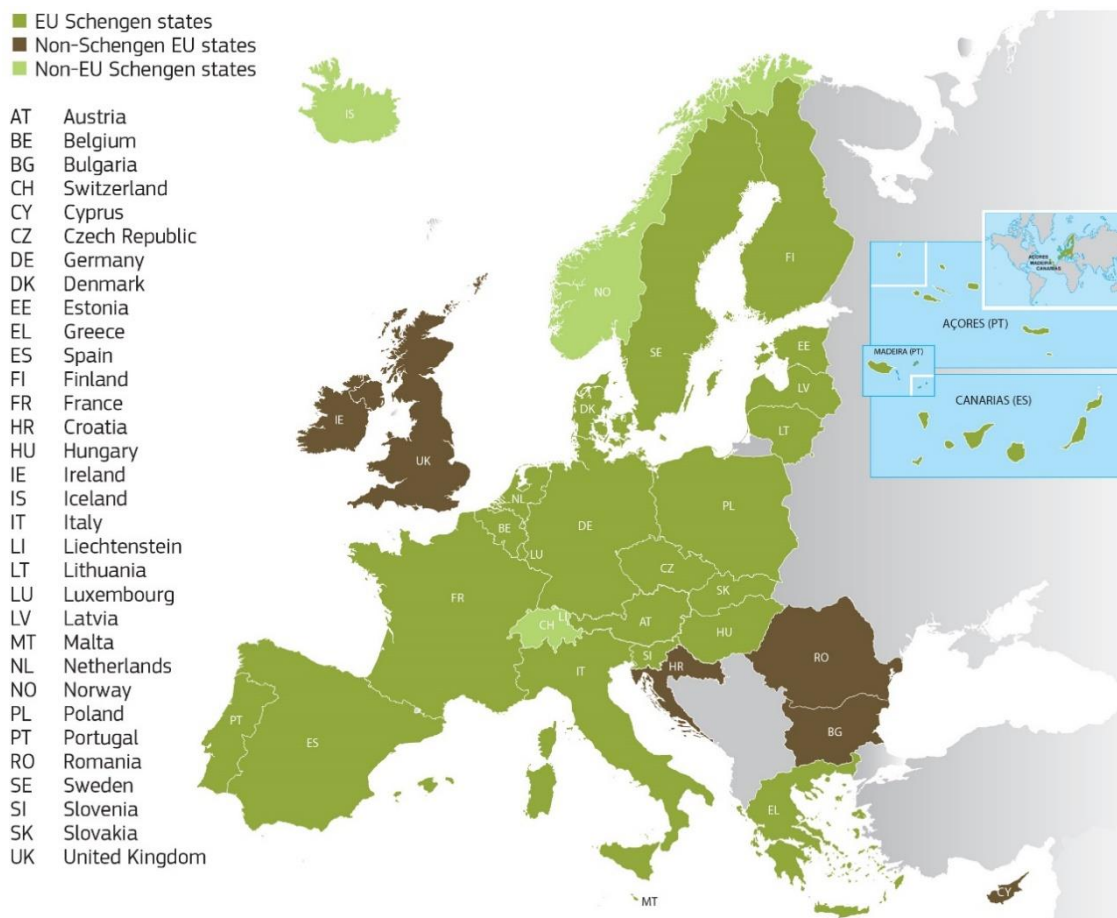 EU Schengen states
Non-Schengen EU states
Non-EU Schengen states
AT Austria
BE Belgium
BG Bulgaria
CH Switzerland
CY Cyprus
CZ Czech Republic
DE Germany
DK Denmark
EE Estonia
EL Greece
ES Spain
FI Finland
FR France
HR Croatia
HU Hungary
IE Ireland
IS Iceland
IT Italy
LI Liechtenstein
LT Lithuania
LU Luxembourg
LV Latvia
MT Malta
NL Netherlands
NO Norway
PL Poland
PT Portugal
RO Romania
SE Sweden
SI Slovenia
SK Slovakia
UK United Kingdom
IS
FI
NO
SE
EE
LV
DK
LT
IE
UK
NL
BE
DE
PL
LU
CZ
SK
FR
LI
CH
AT
HU
SI
IT
HR
RO
PT
ES
BG
EL
MT
CY
AÇORES
MADEIRA
CANARIAS
AÇORES (PT)
MADEIRA (PT)
CANARIAS (ES)